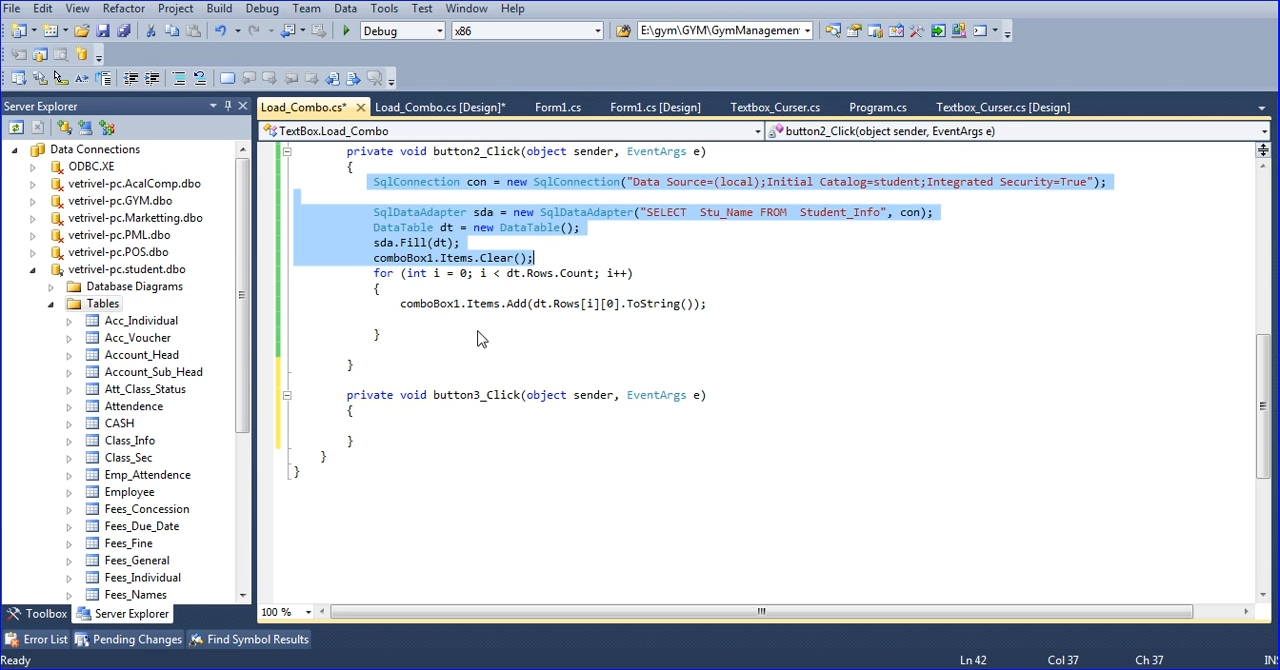 File Edit View Refactor Project Build Debug Team Data Tools Test Window Help
Debug x86 E:\gym\GYM\GymManagemen
Server Explorer
Load_Combo.cs* Load_Combo.cs [Design]* Form1.cs Form1.cs [Design] Textbox_Curser.cs Program.cs Textbox_Curser.cs [Design]
TextBox.Load_Combo button2_Click(object sender, EventArgs e)
Data Connections
ODBC.XE
vetrivel-pc.AcalComp.dbo
vetrivel-pc.GYM.dbo
vetrivel-pc.Marketting.dbo
vetrivel-pc.PML.dbo
vetrivel-pc.POS.dbo
vetrivel-pc.student.dbo
Database Diagrams
Tables
Acc_Individual
Acc_Voucher
Account_Head
Account_Sub_Head
Att_Class_Status
Attendence
CASH
Class_Info
Class_Sec
Emp_Attendence
Employee
Fees_Concession
Fees_Due_Date
Fees_Fine
Fees_General
Fees_Individual
Fees_Names
private void button2_Click(object sender, EventArgs e)
{
SqlConnection con = new SqlConnection("Data Source=(local);Initial Catalog=student;Integrated Security=True");
SqlDataAdapter sda = new SqlDataAdapter("SELECT  Stu_Name FROM  Student_Info", con);
DataTable dt = new DataTable();
sda.Fill(dt);
comboBox1.Items.Clear();
for (int i = 0; i < dt.Rows.Count; i++)
{
comboBox1.Items.Add(dt.Rows[i][0].ToString());
}
}
private void button3_Click(object sender, EventArgs e)
{
}
}
}
100 %
Toolbox Server Explorer
Error List Pending Changes Find Symbol Results
Ready Ln 42 Col 37 Ch 37 IN